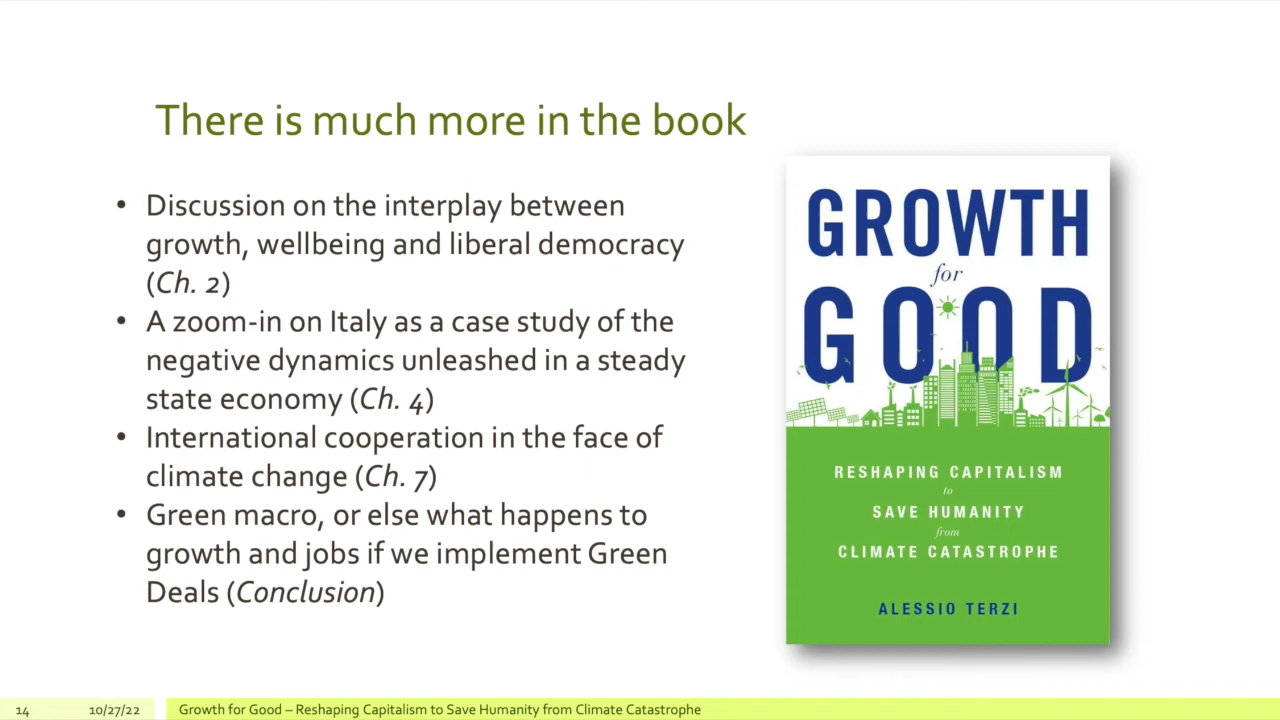 There is much more in the book
• Discussion on the interplay between
growth, wellbeing and liberal democracy
(Ch. 2)
• A zoom-in on Italy as a case study of the
negative dynamics unleashed in a steady
state economy (Ch. 4)
• International cooperation in the face of
climate change (Ch. 7)
• Green macro, or else what happens to
growth and jobs if we implement Green
Deals (Conclusion)
GROWTH
for
GOOD
RESHAPING CAPITALISM
to
SAVE HUMANITY
from
CLIMATE CATASTROPHE
ALESSIO TERZI
14
10/27/22
Growth for Good – Reshaping Capitalism to Save Humanity from Climate Catastrophe